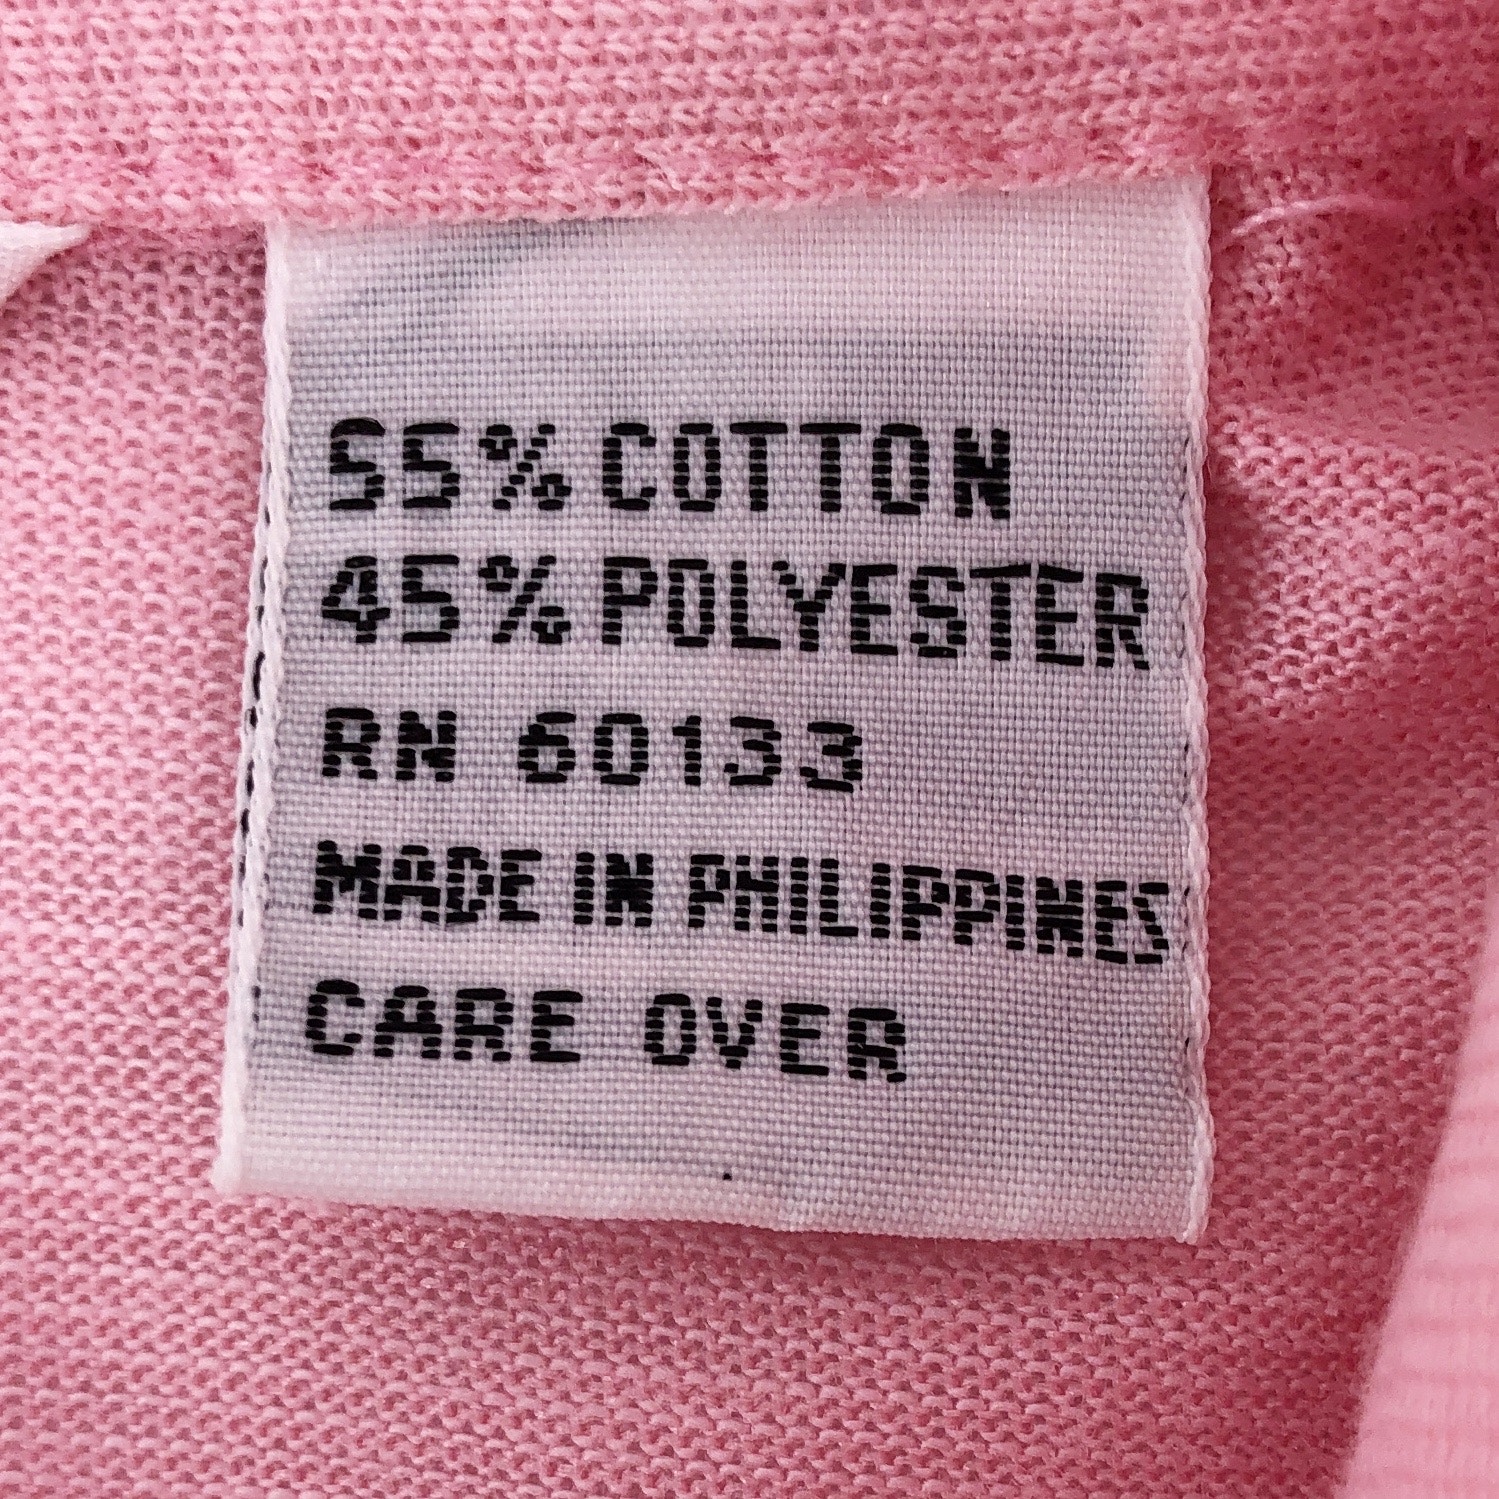 55% COTTON
45% POLYESTER
RN 60133
MADE IN PHILIPPINES
CARE OVER